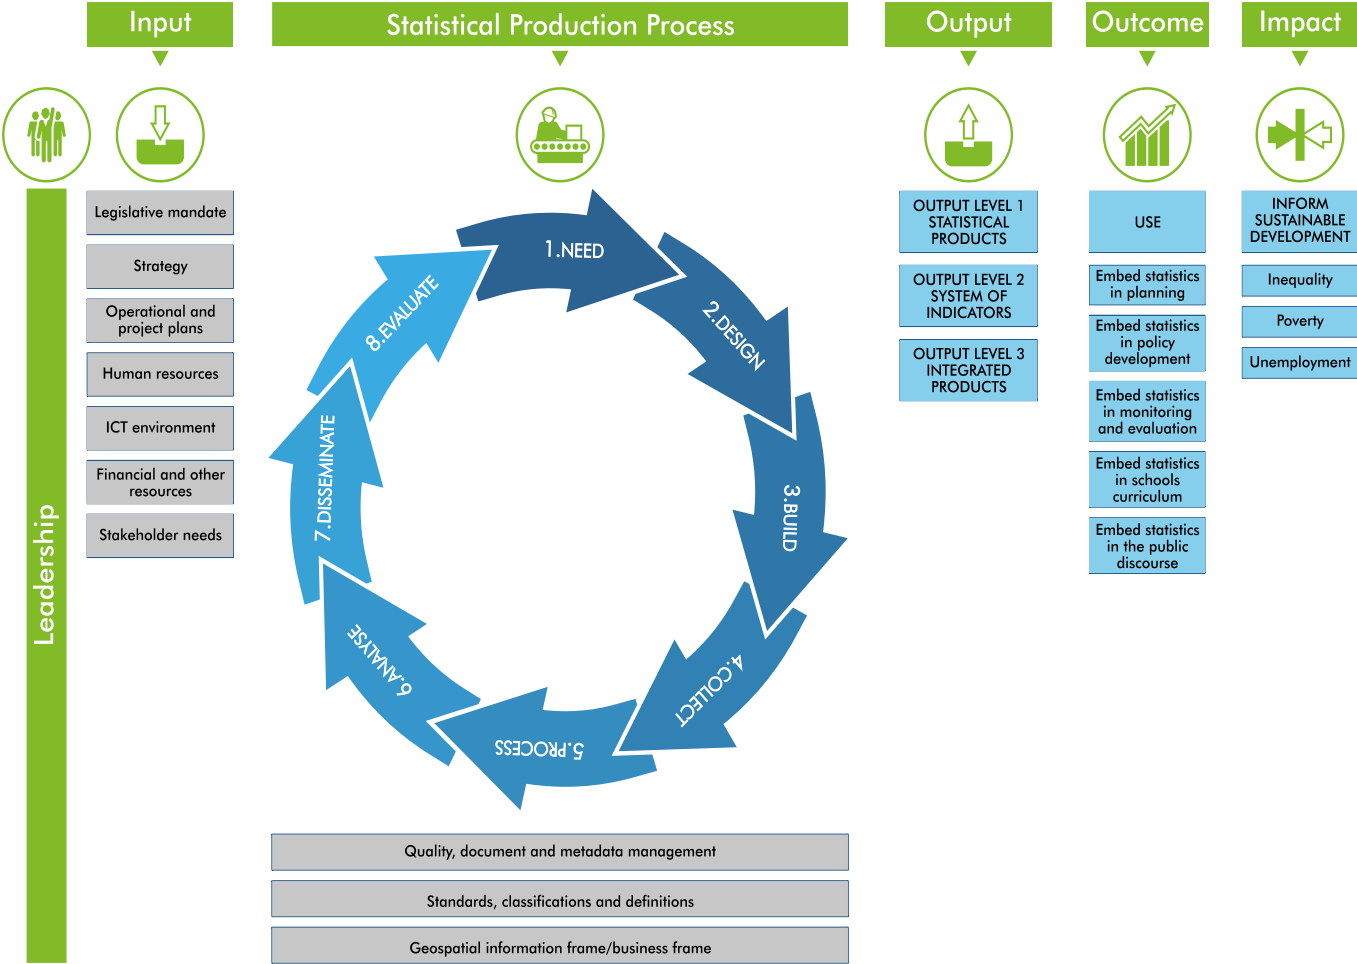 Input
Statistical Production Process
Output
Outcome
Impact
Leadership
Legislative mandate
Strategy
Operational and
project plans
Human resources
ICT environment
Financial and other
resources
Stakeholder needs
1.NEED
2.DESIGN
3.BUILD
4.COLLECT
5.PROCESS
6.ANALYSE
7.DISSEMINATE
8.EVALUATE
Quality, document and metadata management
Standards, classifications and definitions
Geospatial information frame/business frame
OUTPUT LEVEL 1
STATISTICAL
PRODUCTS
OUTPUT LEVEL 2
SYSTEM OF
INDICATORS
OUTPUT LEVEL 3
INTEGRATED
PRODUCTS
USE
Embed statistics
in planning
Embed statistics
in policy
development
Embed statistics
in monitoring
and evaluation
Embed statistics
in schools
curriculum
Embed statistics
in the public
discourse
INFORM
SUSTAINABLE
DEVELOPMENT
Inequality
Poverty
Unemployment